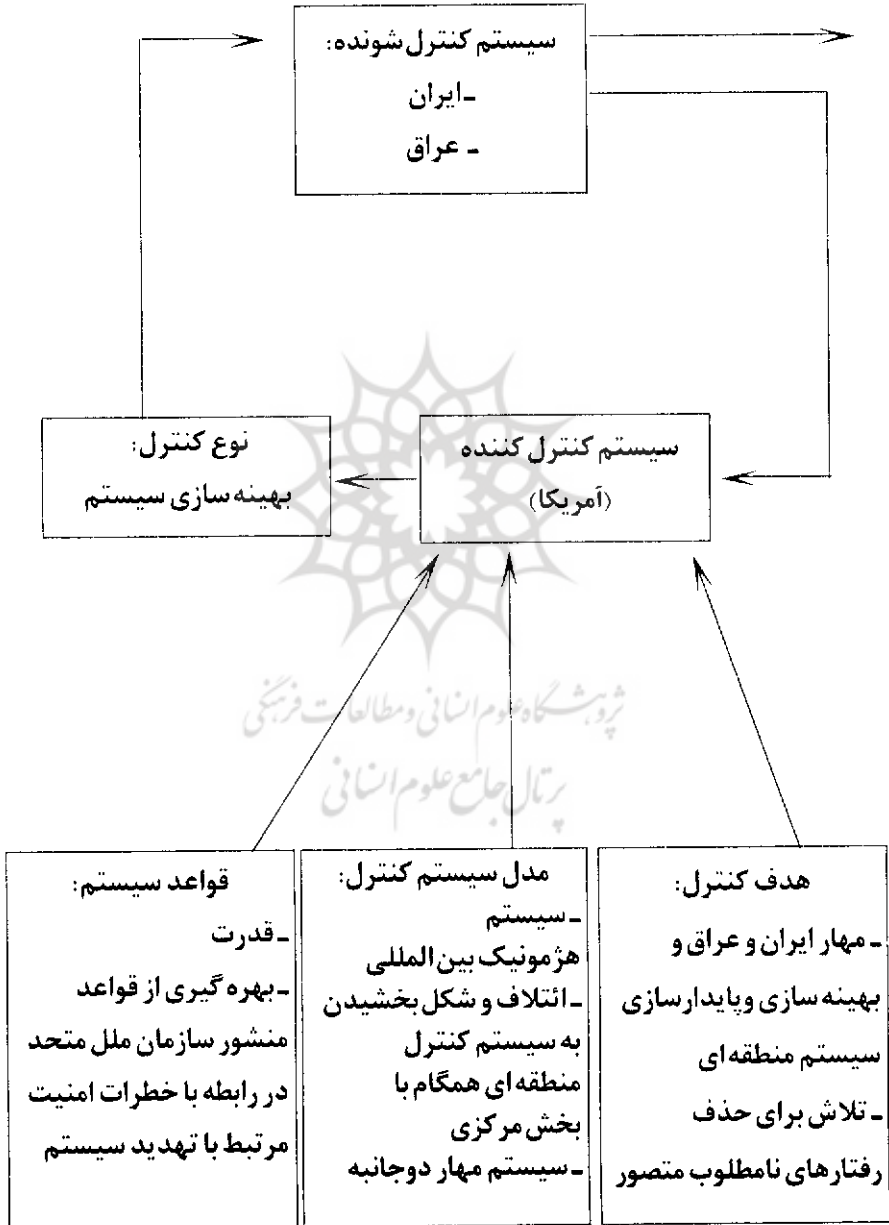 سیستم کنترل‌شونده:
ـ ایران
ـ عراق
سیستم کنترل کننده
(آمریکا)
نوع کنترل:
بهینه سازی سیستم
پژوهشگاه علوم انسانی و مطالعات فرهنگی
پرتال جامع علوم انسانی
هدف کنترل:
ـ مهار ایران و عراق و
بهینه سازی وپایدارسازی
سیستم منطقه‌ای
ـ تلاش برای حذف
رفتارهای نامطلوب متصور
مدل سیستم کنترل:
ـ سیستم
هژمونیک بین‌المللی
ـ ائتلاف و شکل بخشیدن
به سیستم کنترل
منطقه‌ای همگام با
بخش مرکزی
ـ سیستم مهار دوجانبه
قواعد سیستم:
ـ قدرت
ـ بهره گیری از قواعد
منشور سازمان ملل متحد
در رابطه با خطرات امنیت
مرتبط با تهدید سیستم